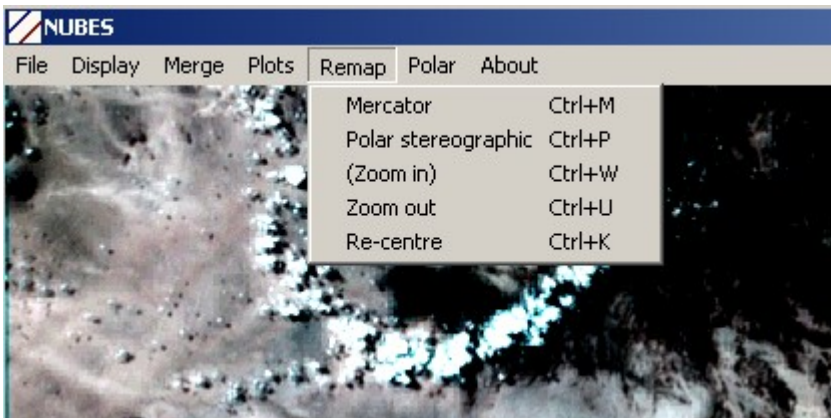 NUBES
File Display Merge Plots Remap Polar About
Mercator Ctrl+M
Polar stereographic Ctrl+P
(Zoom in) Ctrl+W
Zoom out Ctrl+U
Re-centre Ctrl+K